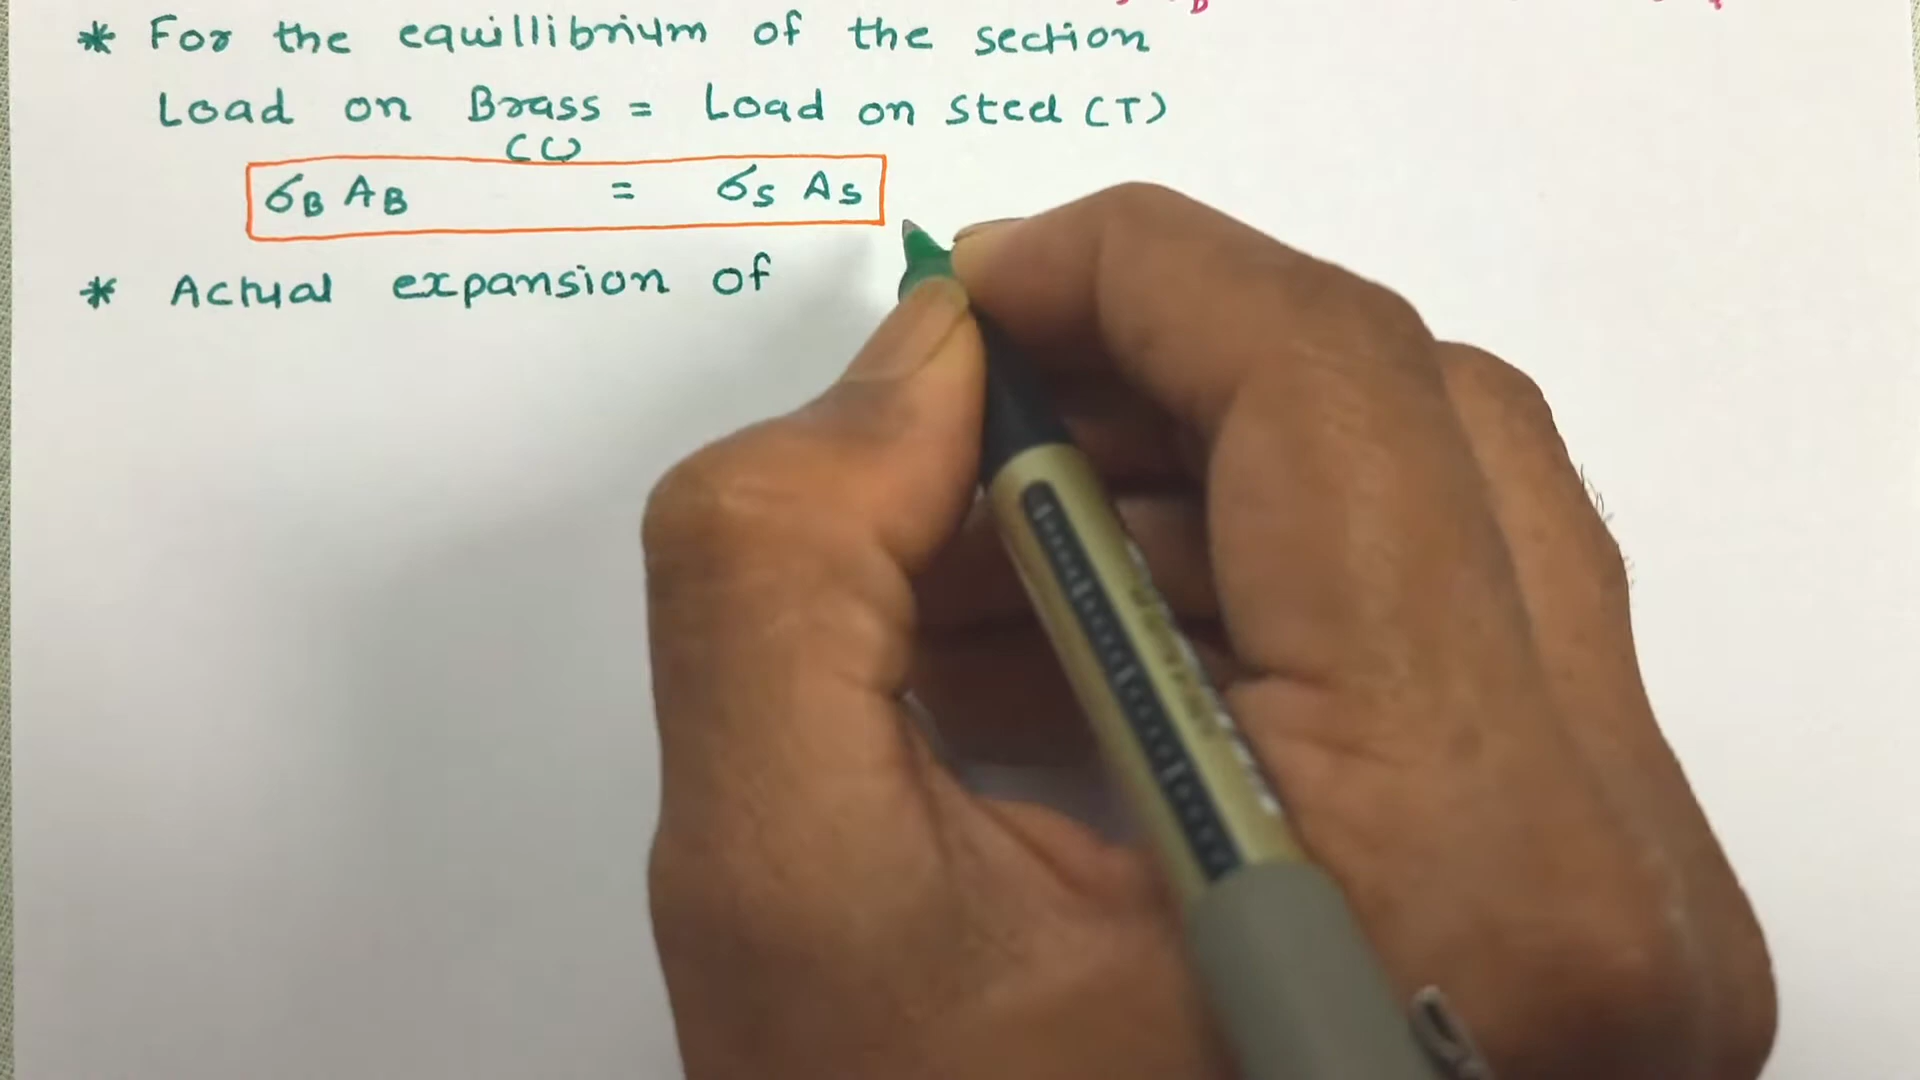 * For the equillibrium of the section
Load on Brass = Load on steel (T)
(C)
σB AB = σS AS
* Actual expansion of